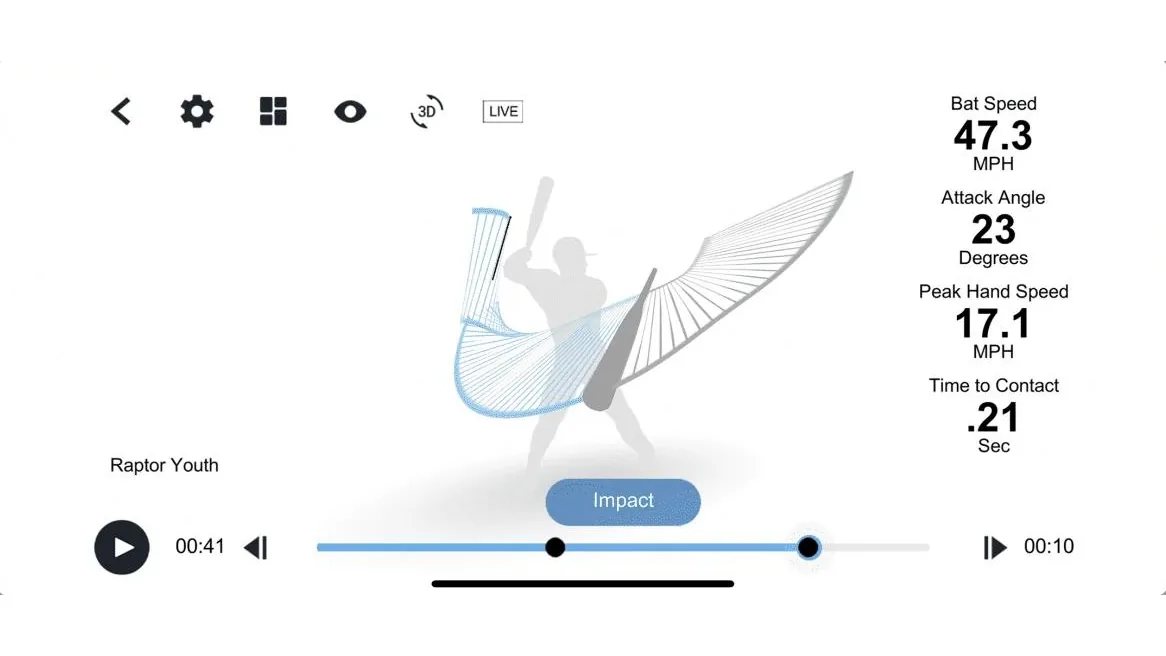 3D
LIVE
Bat Speed
47.3
MPH
Attack Angle
23
Degrees
Peak Hand Speed
17.1
MPH
Time to Contact
.21
Sec
Raptor Youth
Impact
00:41
00:10